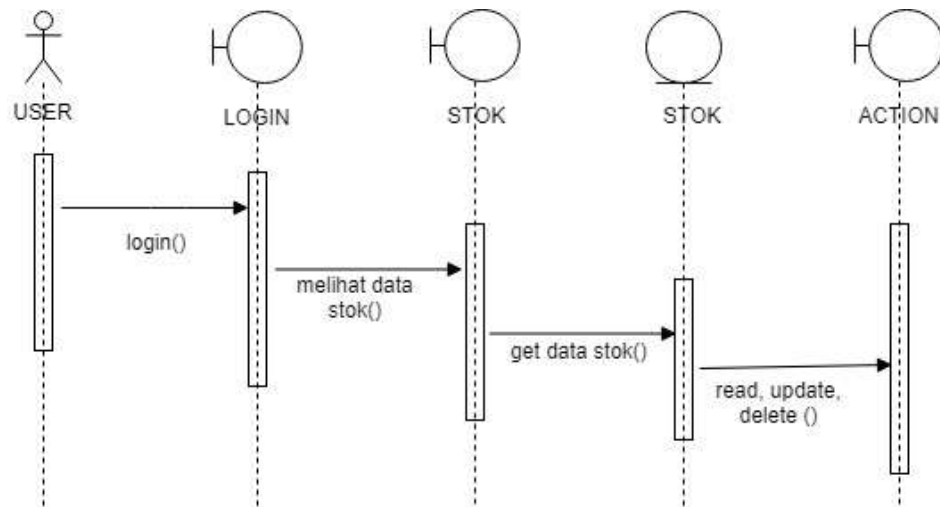 USER
LOGIN
STOK
STOK
ACTION
login()
melihat data
stok()
get data stok()
read, update,
delete ()